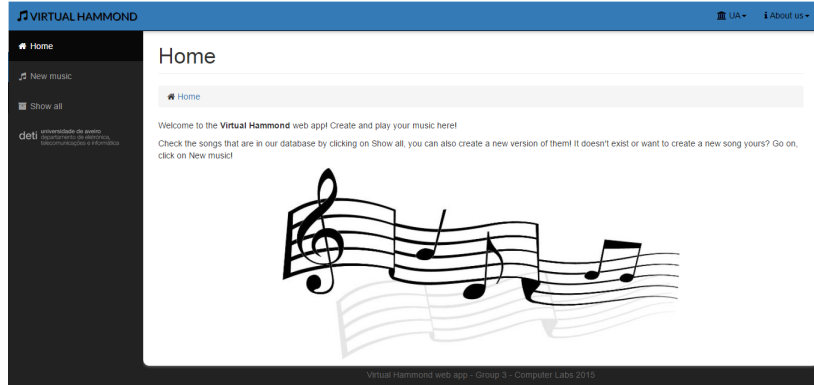 VIRTUAL HAMMOND
UA
About us
Home
New music
Show all
deti universidade de aveiro
departamento de eletrónica,
telecomunicações e informática
Home
Home
Welcome to the Virtual Hammond web app! Create and play your music here!
Check the songs that are in our database by clicking on Show all, you can also create a new version of them! It doesn't exist or want to create a new song yours? Go on,
click on New music!
Virtual Hammond web app - Group 3 - Computer Labs 2015